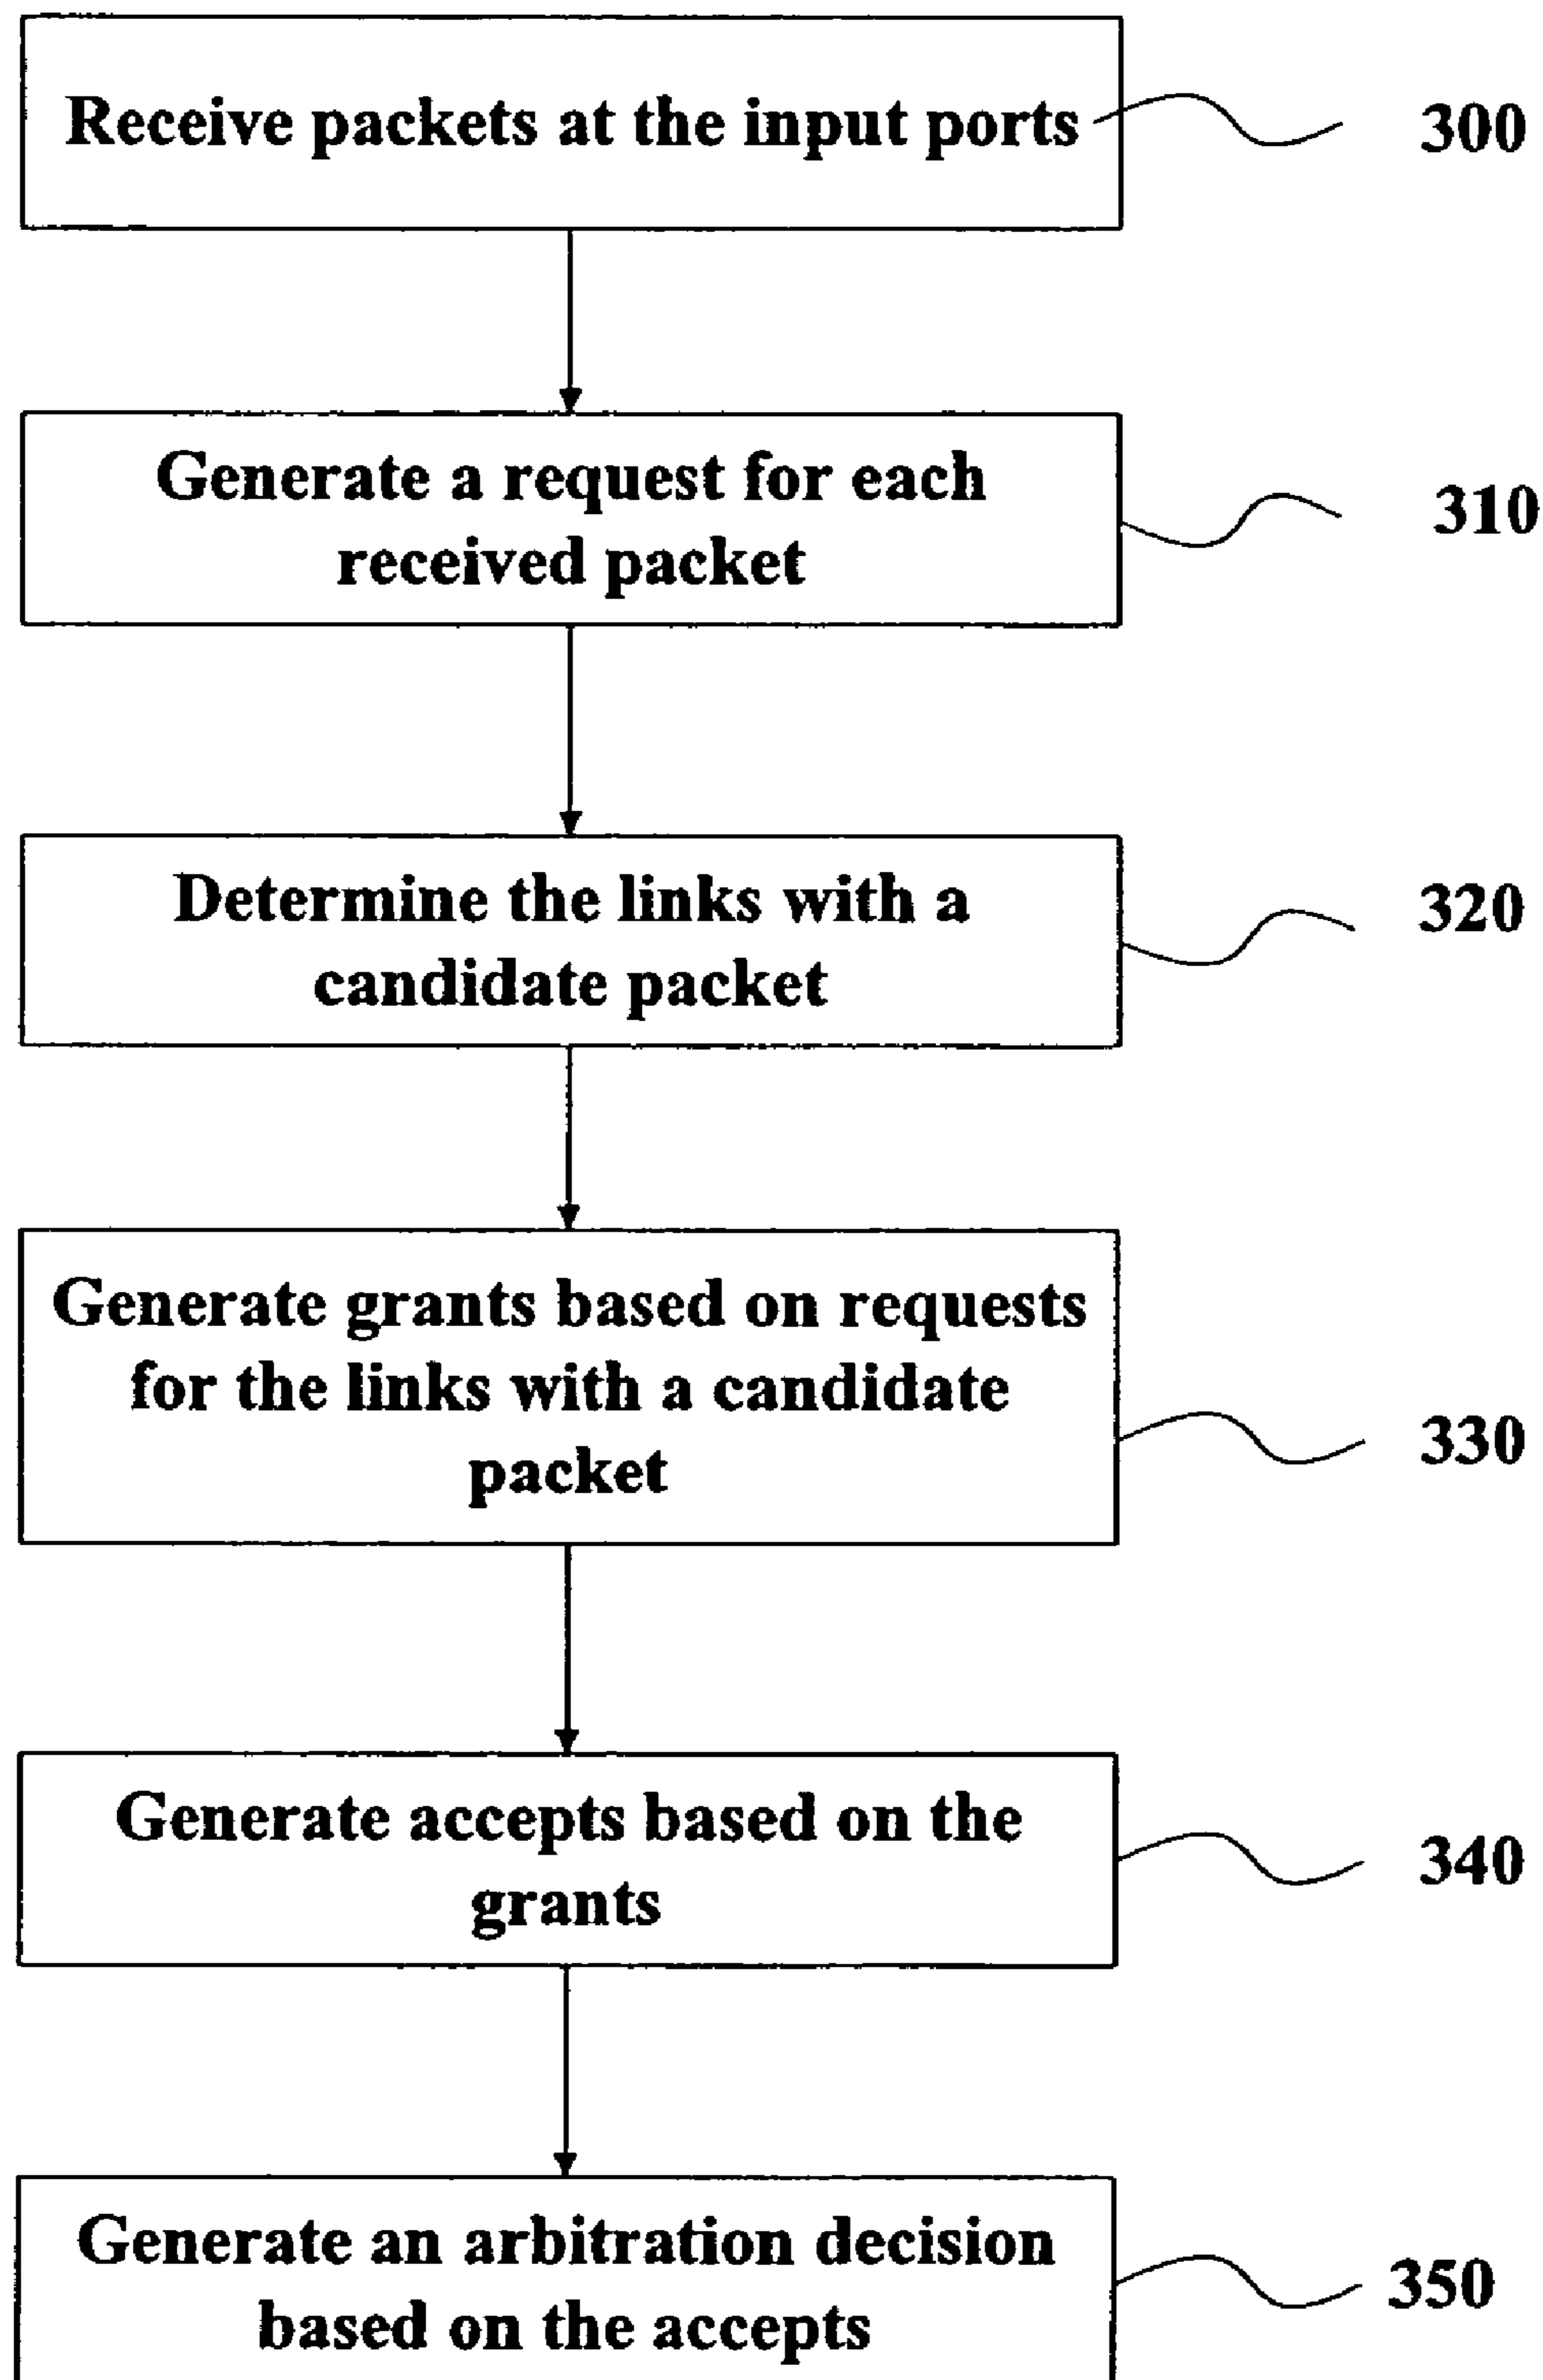 Receive packets at the input ports
300
Generate a request for each
received packet
310
Determine the links with a
candidate packet
320
Generate grants based on requests
for the links with a candidate
packet
330
Generate accepts based on the
grants
340
Generate an arbitration decision
based on the accepts
350